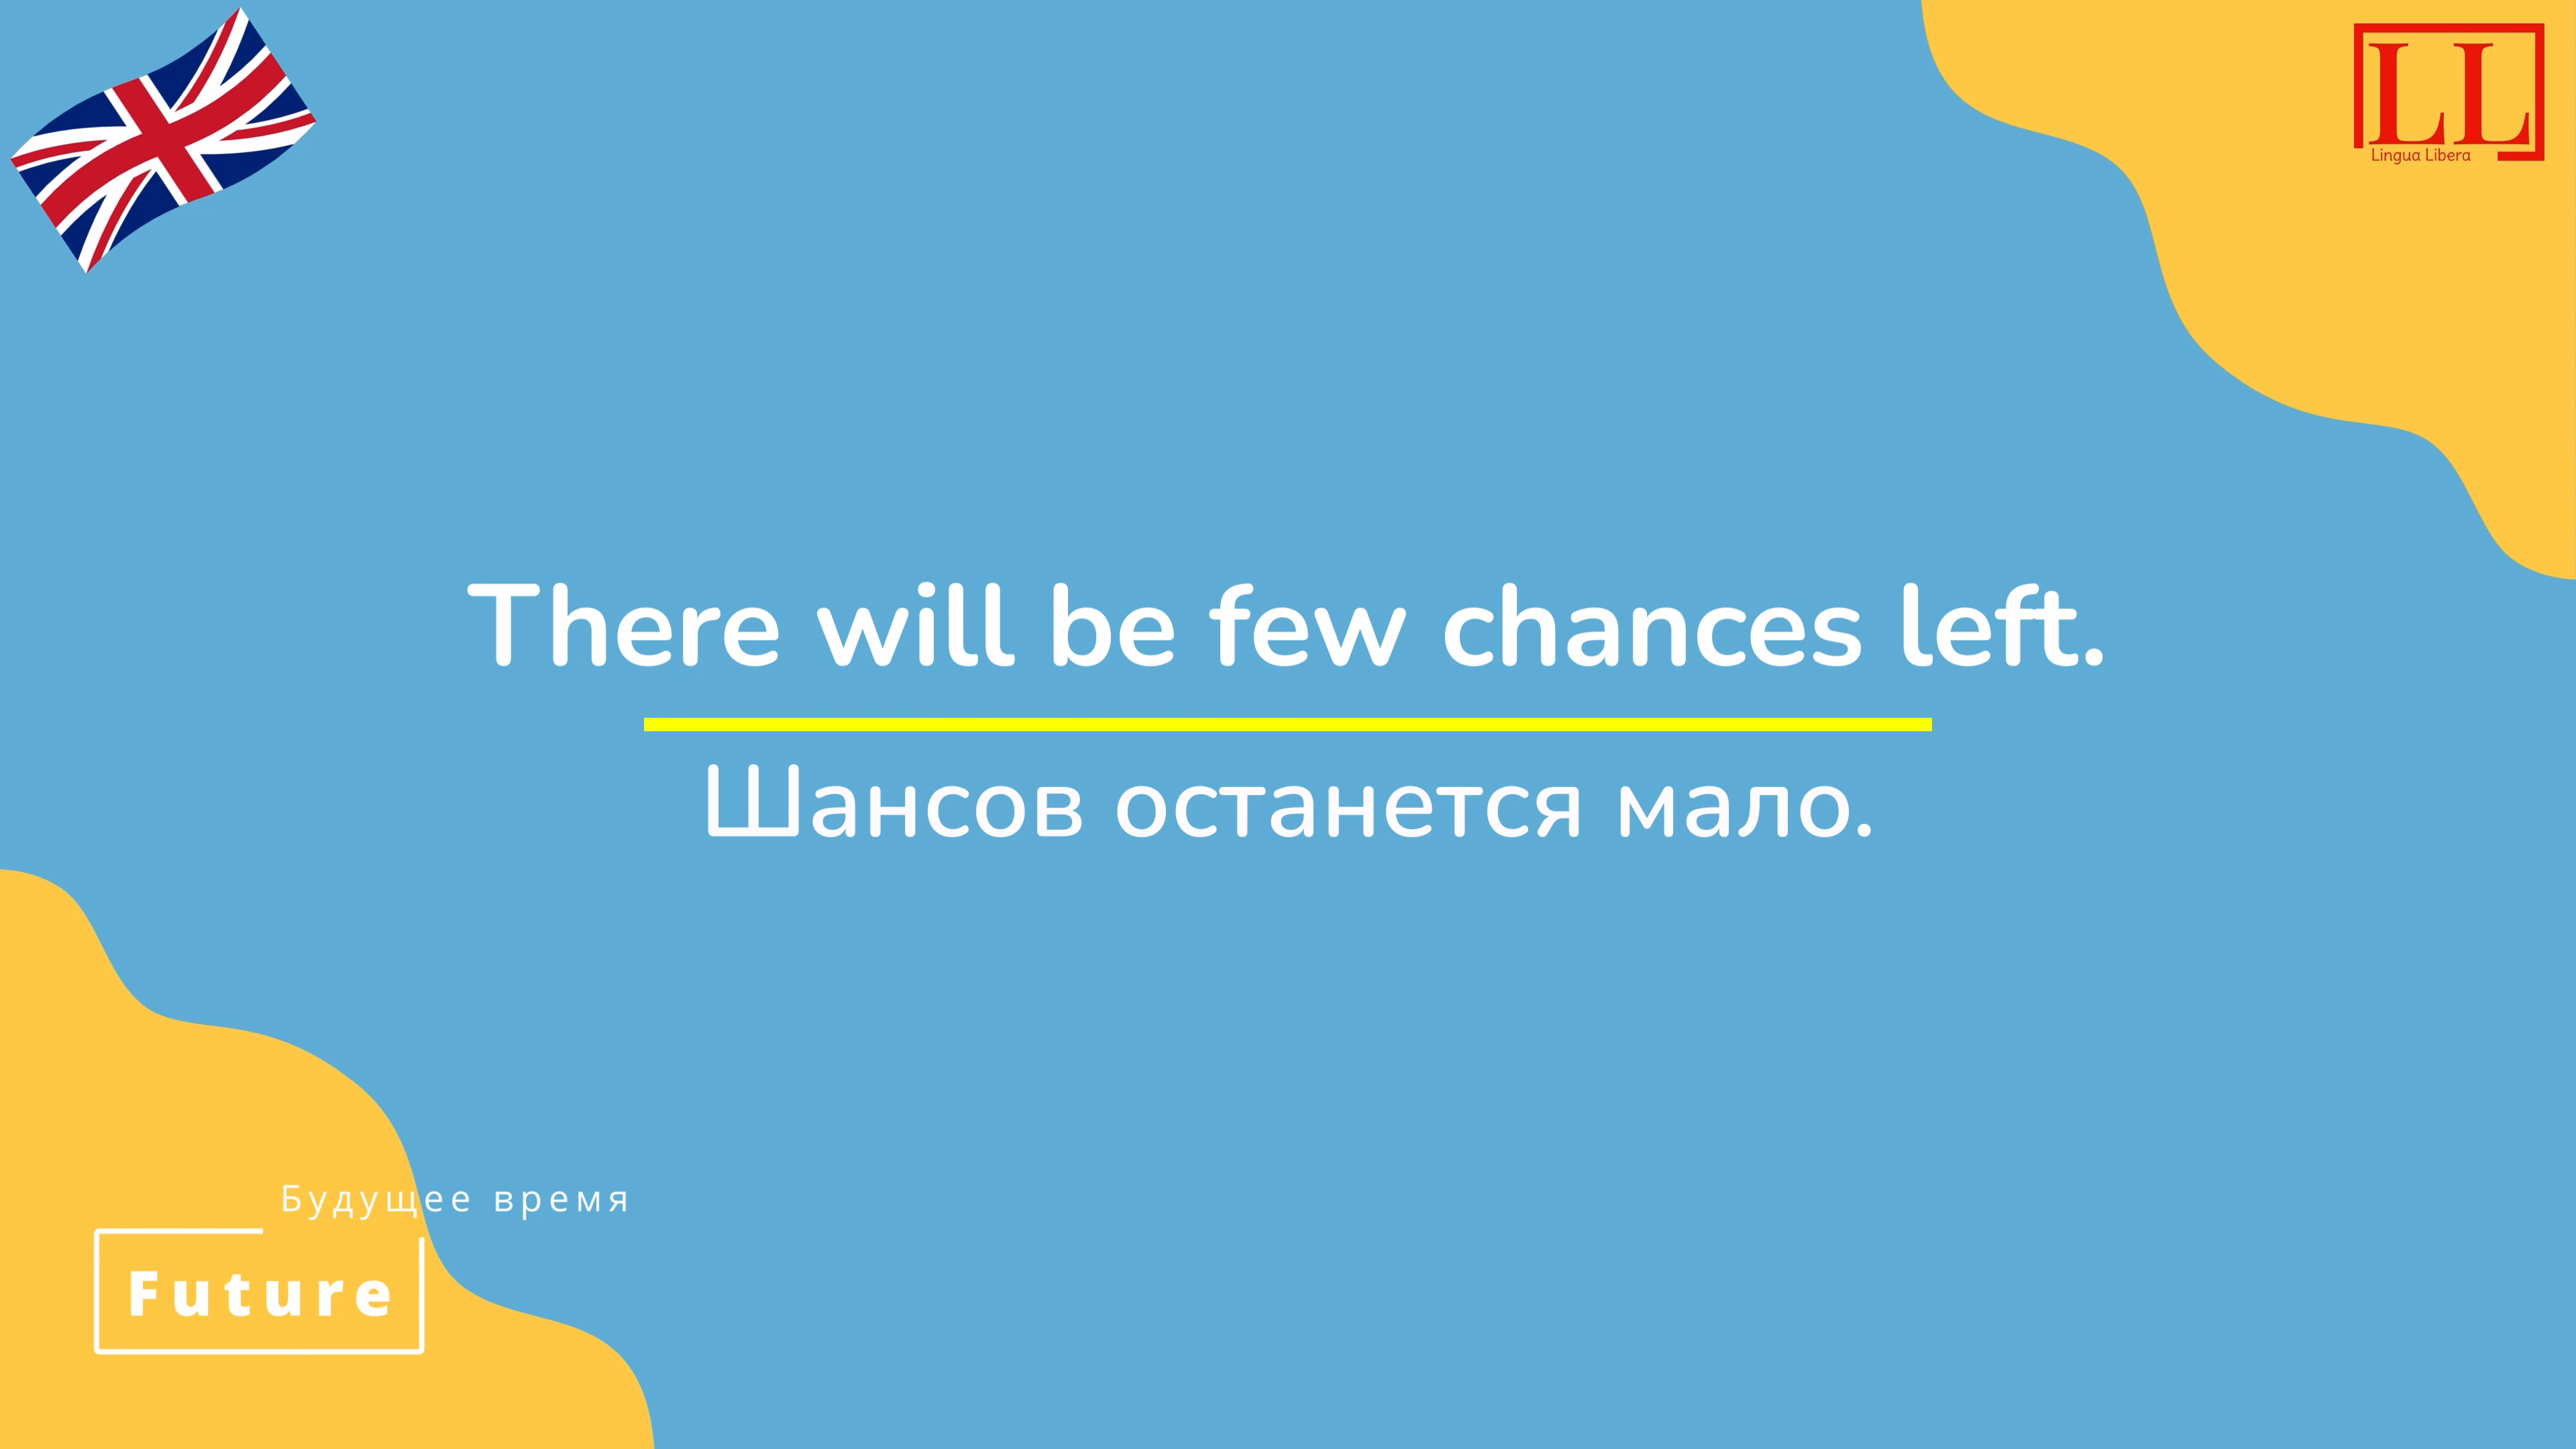 LL
Lingua Libera
There will be few chances left.
Шансов останется мало.
Будущее время
Future